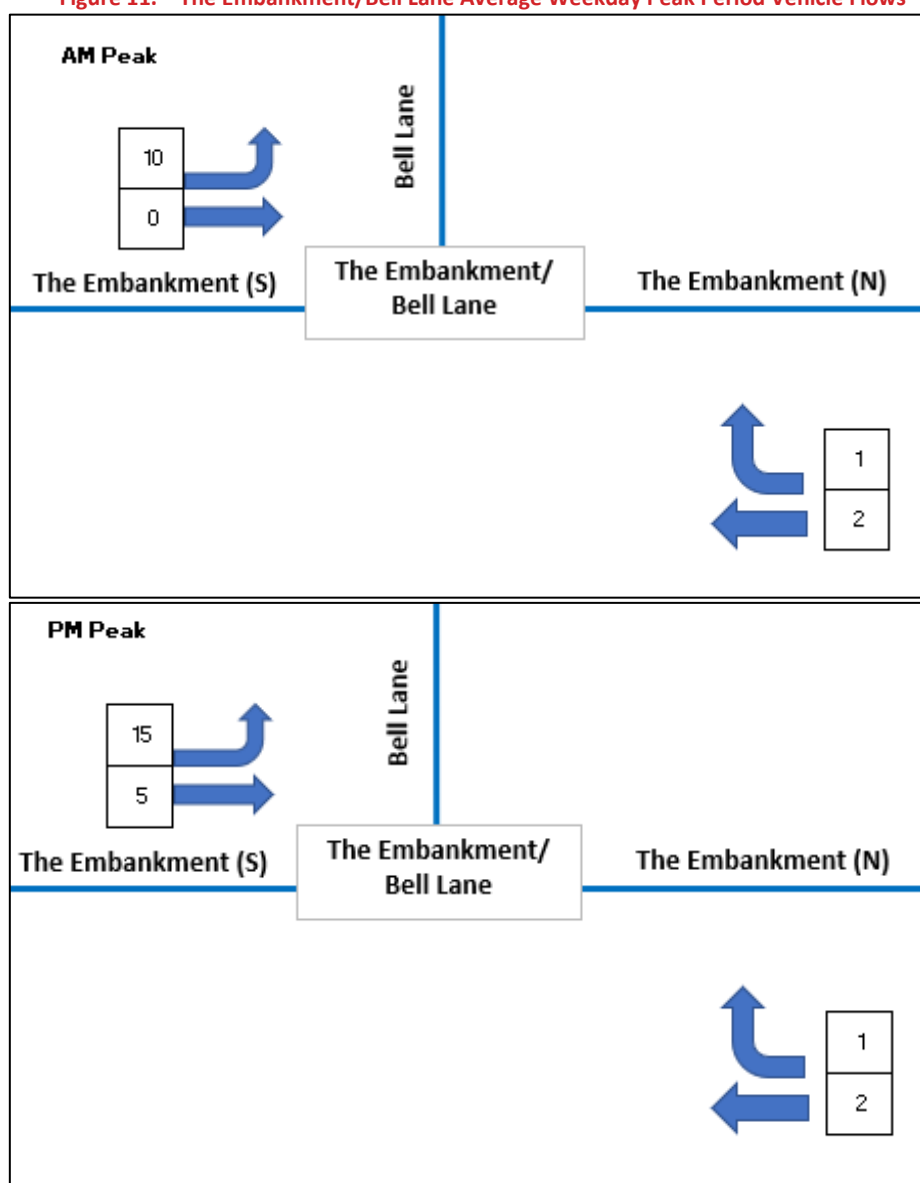 Figure 11. The Embankment/Bell Lane Average Weekday Peak Period Vehicle Flows
AM Peak
Bell Lane
10
0
The Embankment (S)
The Embankment/
Bell Lane
The Embankment (N)
1
2
PM Peak
Bell Lane
15
5
The Embankment (S)
The Embankment/
Bell Lane
The Embankment (N)
1
2